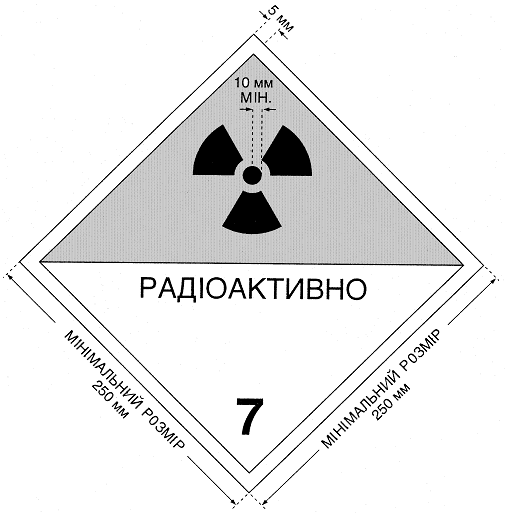 5 мм
10 мм
МІН.
РАДІОАКТИВНО
МІНІМАЛЬНИЙ РОЗМІР
250 мм
МІНІМАЛЬНИЙ РОЗМІР
250 мм
7